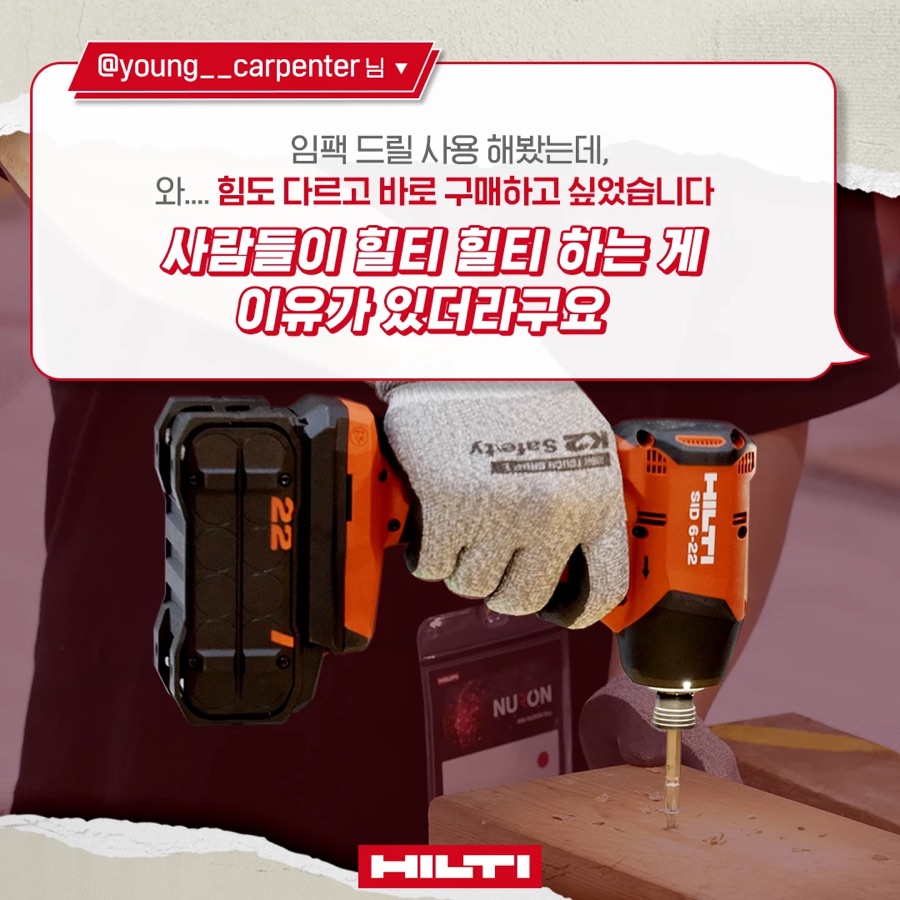 @young__carpenter 님 ▼
임팩 드릴 사용 해봤는데,
와.... 힘도 다르고 바로 구매하고 싶었습니다
사람들이 힐티 힐티 하는 게
이유가 있더라구요
K2
Safety
HILTI
SID 6-22
22
HILTI
NURON
HILTI